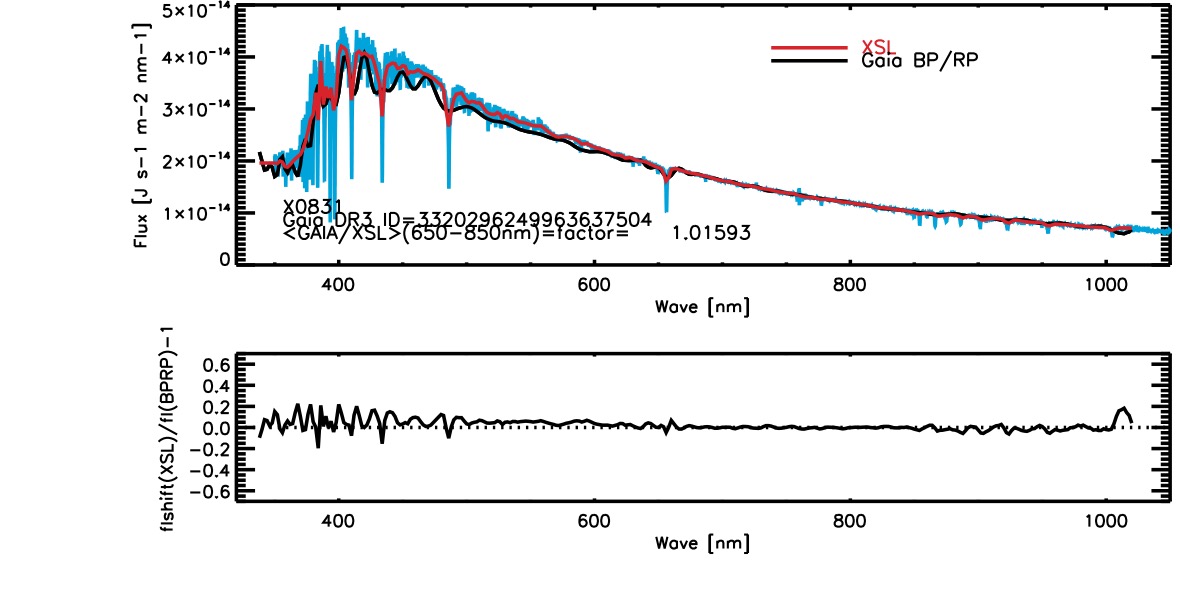 5×10−14
4×10−14
3×10−14
2×10−14
1×10−14
0
Flux [J s−1 m−2 nm−1]
XSL
Gaia BP/RP
X0831
Gaia DR3 ID=3320296249963637504
<GAIA/XSL>(650−850nm)=factor= 1.01593
400 600 800 1000
Wave [nm]
flshift(XSL)/fl(BPRP)−1
0.6
0.4
0.2
0.0
−0.2
−0.4
−0.6
400 600 800 1000
Wave [nm]